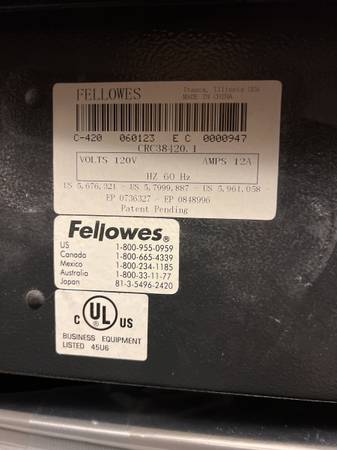 FELLOWES
Itasca, Illinois USA
MADE IN CHINA
C-420 060123 E C 0000947
CRC38420.1
VOLTS 120V AMPS 12A
HZ 60 Hz
US 5,676,321 - US 5,7999,887 - US 5,961,058
EP 0736327 - EP 0848996
Patent Pending
Fellowes®
US 1-800-955-0959
Canada 1-800-665-4339
Mexico 1-800-234-1185
Australia 1-800-33-11-77
Japan 81-3-5496-2420
C UL US
BUSINESS EQUIPMENT
LISTED 45U6